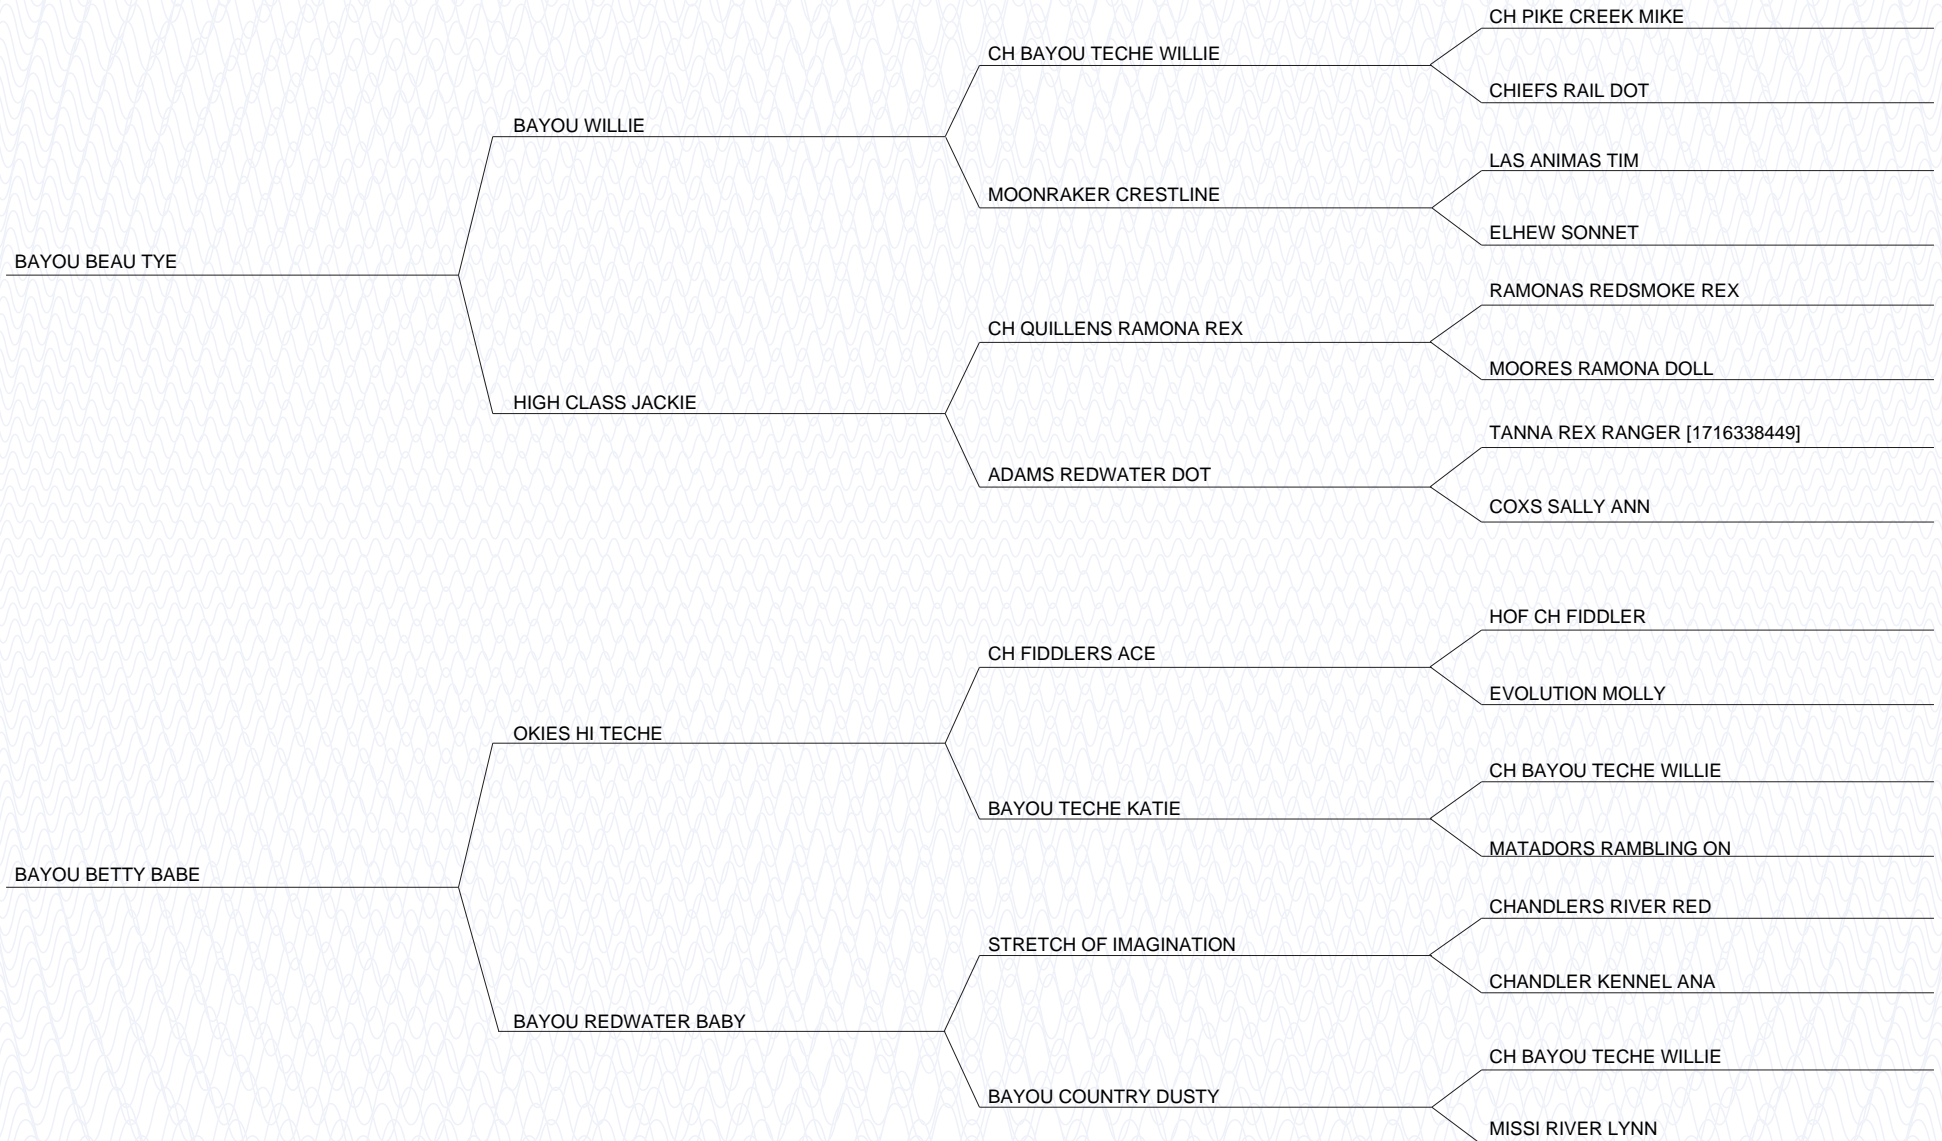 CH PIKE CREEK MIKE
CH BAYOU TECHE WILLIE
CHIEFS RAIL DOT
BAYOU WILLIE
LAS ANIMAS TIM
MOONRAKER CRESTLINE
ELHEW SONNET
BAYOU BEAU TYE
RAMONAS REDSMOKE REX
CH QUILLENS RAMONA REX
MOORES RAMONA DOLL
HIGH CLASS JACKIE
TANNA REX RANGER [1716338449]
ADAMS REDWATER DOT
COXS SALLY ANN
HOF CH FIDDLER
CH FIDDLERS ACE
EVOLUTION MOLLY
OKIES HI TECHE
CH BAYOU TECHE WILLIE
BAYOU TECHE KATIE
MATADORS RAMBLING ON
BAYOU BETTY BABE
CHANDLERS RIVER RED
STRETCH OF IMAGINATION
CHANDLER KENNEL ANA
BAYOU REDWATER BABY
CH BAYOU TECHE WILLIE
BAYOU COUNTRY DUSTY
MISSI RIVER LYNN